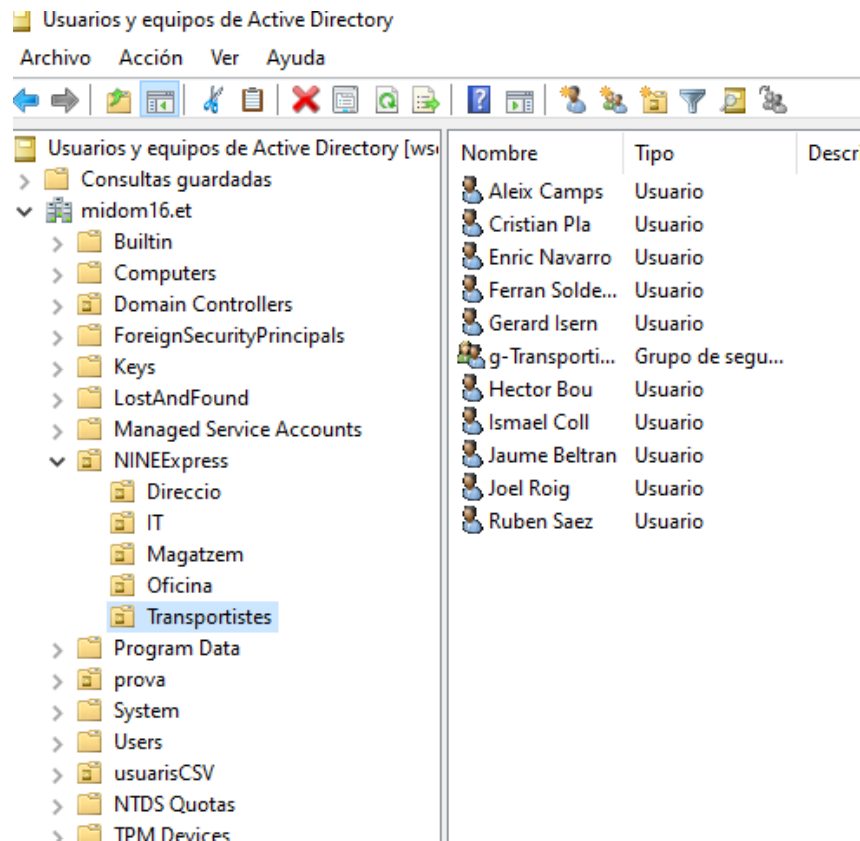 Usuarios y equipos de Active Directory
Archivo Acción Ver Ayuda
Usuarios y equipos de Active Directory [wse
Consultas guardadas
midom16.et
Builtin
Computers
Domain Controllers
ForeignSecurityPrincipals
Keys
LostAndFound
Managed Service Accounts
NINEExpress
Direccio
IT
Magatzem
Oficina
Transportistes
Program Data
prova
System
Users
usuarisCSV
NTDS Quotas
TPM Devices
Nombre Tipo Descri
Aleix Camps Usuario
Cristian Pla Usuario
Enric Navarro Usuario
Ferran Solde... Usuario
Gerard Isern Usuario
g-Transporti... Grupo de segu...
Hector Bou Usuario
Ismael Coll Usuario
Jaume Beltran Usuario
Joel Roig Usuario
Ruben Saez Usuario